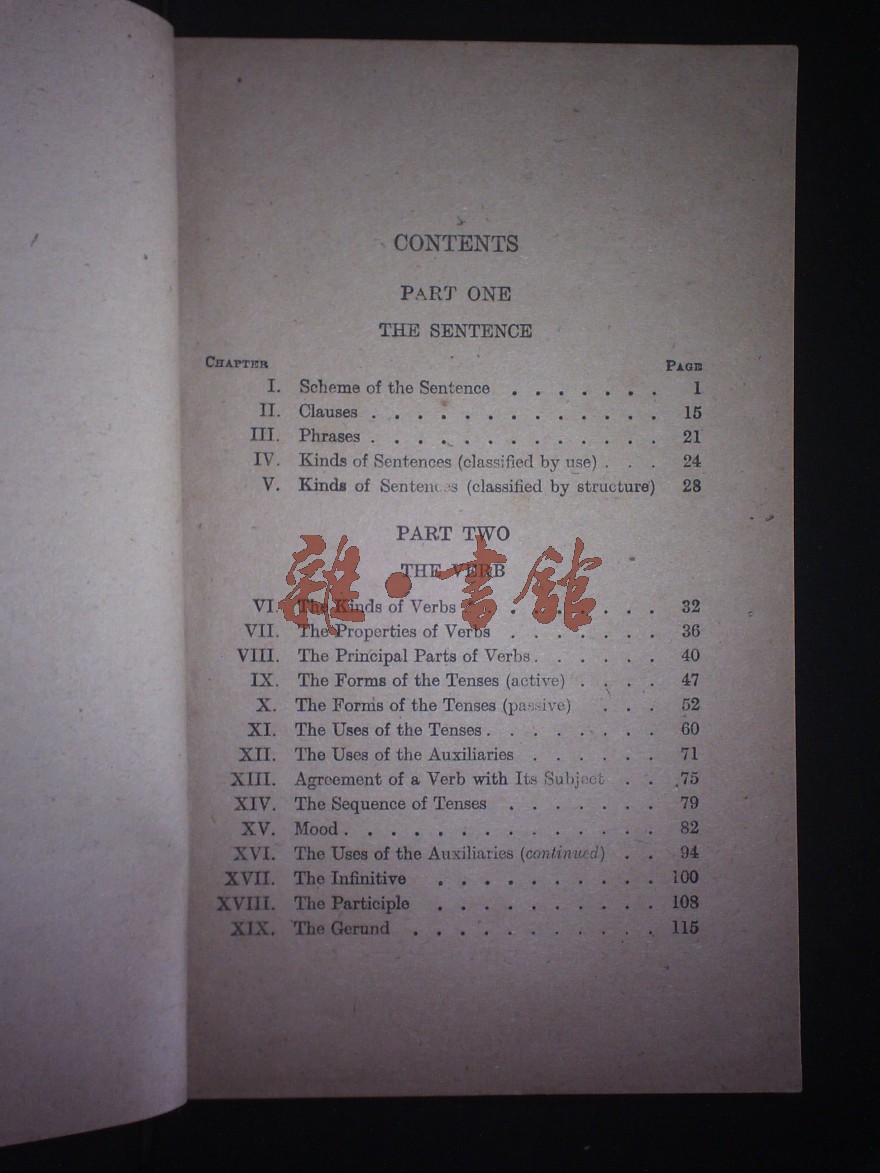 CONTENTS
PART ONE
THE SENTENCE
CHAPTER PAGE
I. Scheme of the Sentence . . . . . . . 1
II. Clauses . . . . . . . . . . . . . 15
III. Phrases . . . . . . . . . . . . . 21
IV. Kinds of Sentences (classified by use) . . . 24
V. Kinds of Sentences (classified by structure) 28
PART TWO
雜·書館
THE VERB
VI. The Kinds of Verbs . . . . . . . . 32
VII. The Properties of Verbs . . . . . . . 36
VIII. The Principal Parts of Verbs . . . . . . 40
IX. The Forms of the Tenses (active) . . . . 47
X. The Forms of the Tenses (passive) . . . 52
XI. The Uses of the Tenses . . . . . . . . 60
XII. The Uses of the Auxiliaries . . . . . . 71
XIII. Agreement of a Verb with Its Subject . . 75
XIV. The Sequence of Tenses . . . . . . . 79
XV. Mood . . . . . . . . . . . . . . 82
XVI. The Uses of the Auxiliaries (continued) . . 94
XVII. The Infinitive . . . . . . . . . . 100
XVIII. The Participle . . . . . . . . . . 108
XIX. The Gerund . . . . . . . . . . . 115